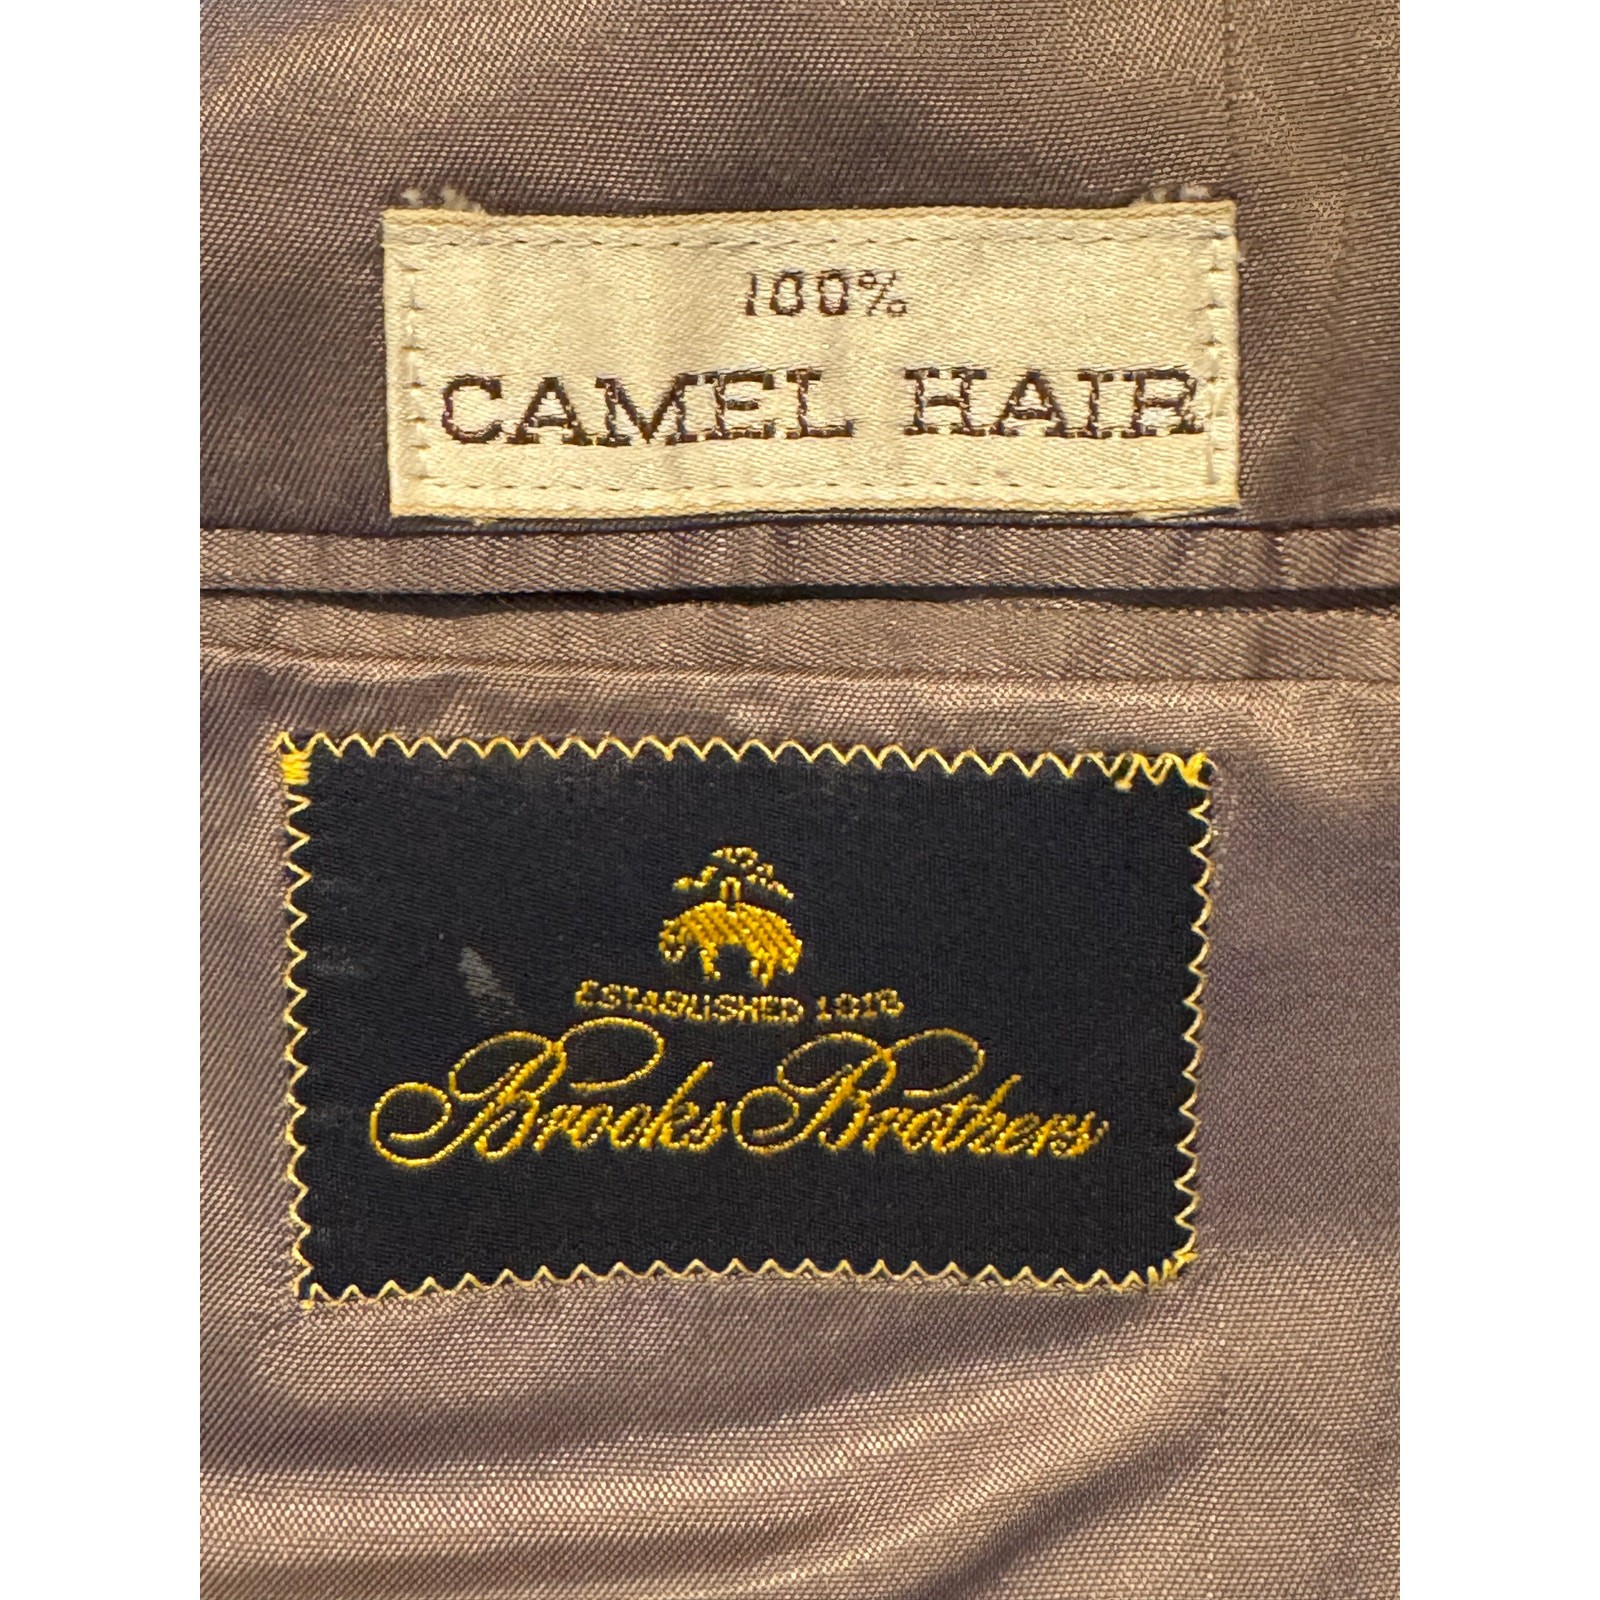 100%
CAMEL HAIR
ESTABLISHED 1818
Brooks Brothers